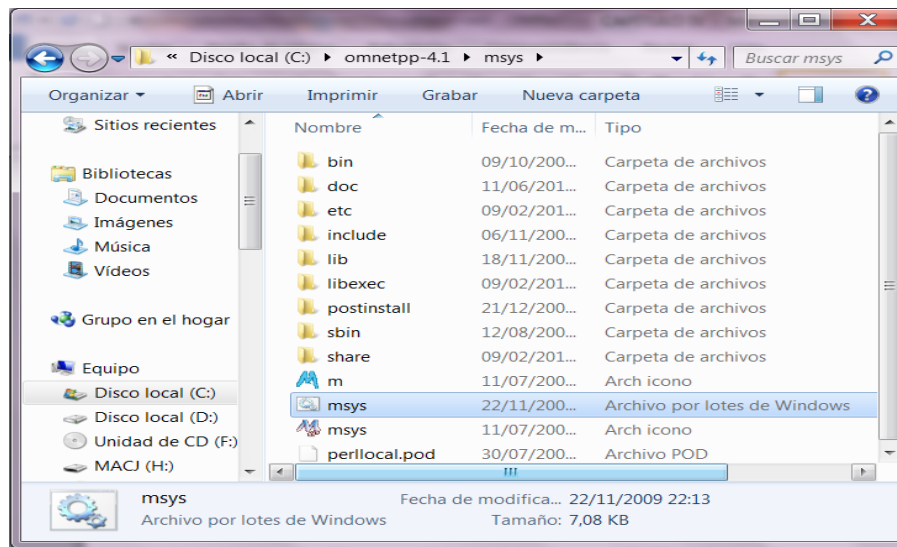 « Disco local (C:) ▸ omnetpp-4.1 ▸ msys ▸ Buscar msys
Organizar Abrir Imprimir Grabar Nueva carpeta
Sitios recientes
Bibliotecas
Documentos
Imágenes
Música
Vídeos
Grupo en el hogar
Equipo
Disco local (C:)
Disco local (D:)
Unidad de CD (F:)
MACJ (H:)
Nombre Fecha de m... Tipo
bin 09/10/200... Carpeta de archivos
doc 11/06/201... Carpeta de archivos
etc 09/02/201... Carpeta de archivos
include 06/11/200... Carpeta de archivos
lib 18/11/200... Carpeta de archivos
libexec 09/02/201... Carpeta de archivos
postinstall 21/12/200... Carpeta de archivos
sbin 12/08/200... Carpeta de archivos
share 09/02/201... Carpeta de archivos
m 11/07/200... Arch icono
msys 22/11/200... Archivo por lotes de Windows
msys 11/07/200... Arch icono
perllocal.pod 30/07/200... Archivo POD
msys Fecha de modifica... 22/11/2009 22:13
Archivo por lotes de Windows Tamaño: 7,08 KB